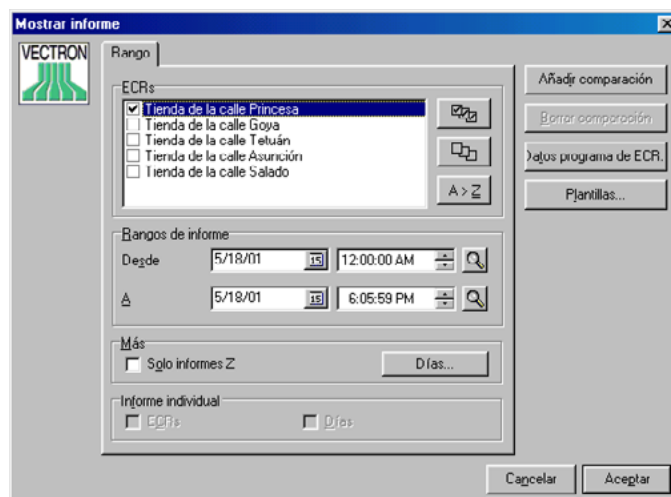 Mostrar informe
VECTRON
Rango
ECRs
Tienda de la calle Princesa
Tienda de la calle Goya
Tienda de la calle Tetuán
Tienda de la calle Asunción
Tienda de la calle Salado
A > Z
Añadir comparación
Borrar comparación
Datos programa de ECR.
Plantillas...
Rangos de informe
Desde 5/18/01 15 12:00:00 AM
A 5/18/01 15 6:05:59 PM
Más
Solo informes Z Días...
Informe individual
ECRs Días
Cancelar Aceptar